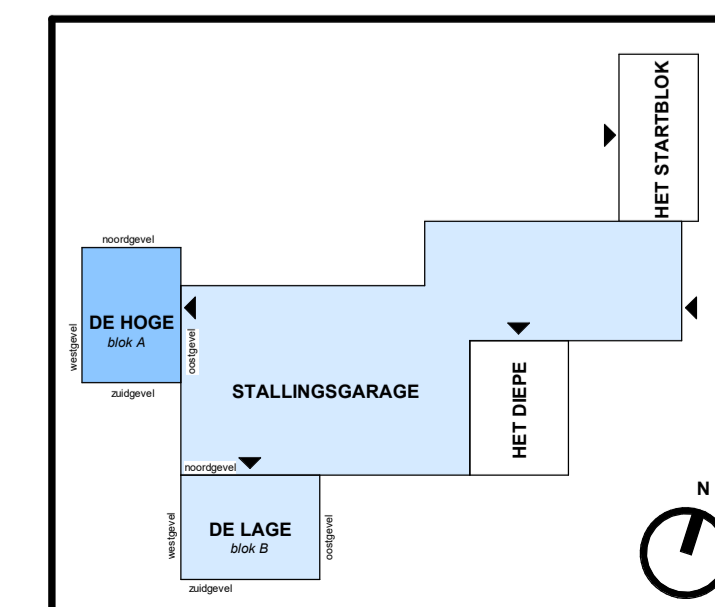 HET STARTBLOK
noordgevel
DE HOGE
blok A
westgevel
oostgevel
zuidgevel
STALLINGSGARAGE
HET DIEPE
noordgevel
DE LAGE
blok B
westgevel
oostgevel
zuidgevel
N